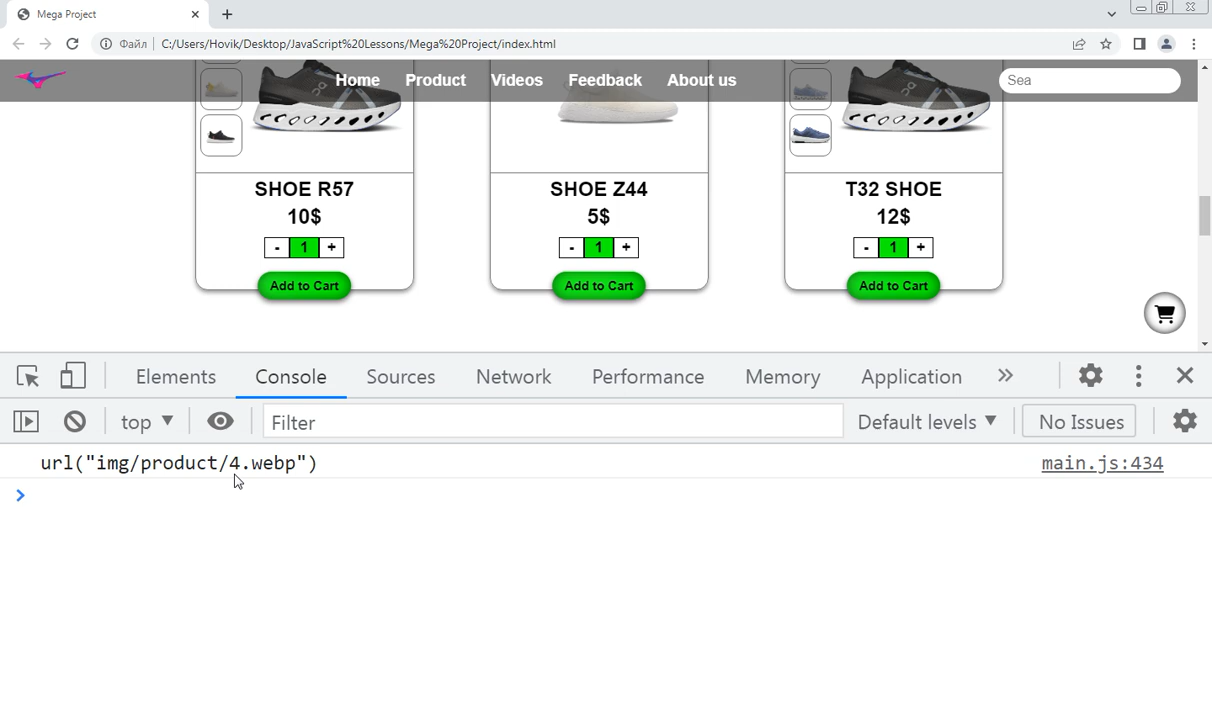 Mega Project
Файл C:/Users/Hovik/Desktop/JavaScript%20Lessons/Mega%20Project/index.html
Home Product Videos Feedback About us Sea
SHOE R57
10$
- 1 +
Add to Cart
SHOE Z44
5$
- 1 +
Add to Cart
T32 SHOE
12$
- 1 +
Add to Cart
Elements Console Sources Network Performance Memory Application
top Filter Default levels No Issues
url("img/product/4.webp") main.js:434